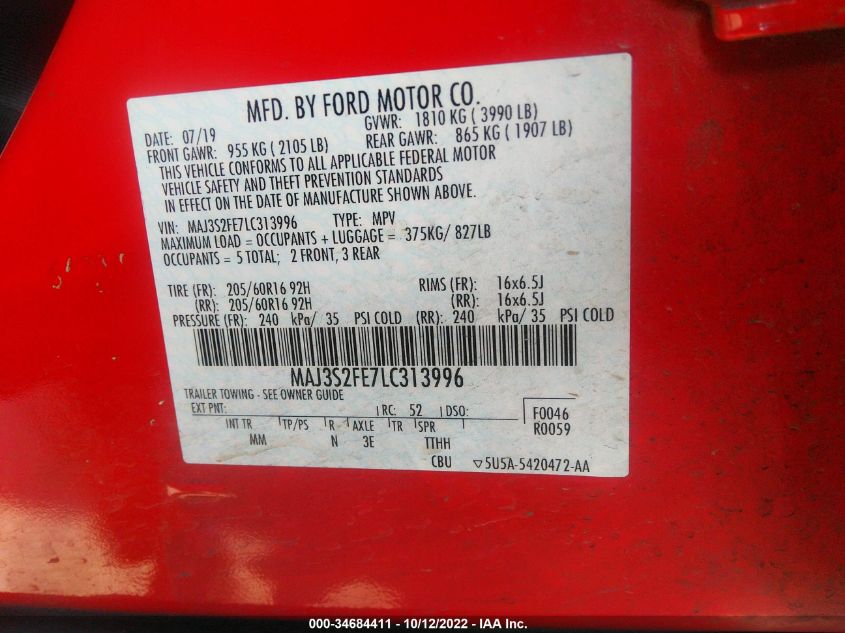 MFD. BY FORD MOTOR CO.
DATE: 07/19 GVWR: 1810 KG ( 3990 LB)
FRONT GAWR: 955 KG ( 2105 LB) REAR GAWR: 865 KG ( 1907 LB)
THIS VEHICLE CONFORMS TO ALL APPLICABLE FEDERAL MOTOR
VEHICLE SAFETY AND THEFT PREVENTION STANDARDS
IN EFFECT ON THE DATE OF MANUFACTURE SHOWN ABOVE.
VIN: MAJ3S2FE7LC313996 TYPE: MPV
MAXIMUM LOAD = OCCUPANTS + LUGGAGE = 375KG/ 827LB
OCCUPANTS = 5 TOTAL; 2 FRONT, 3 REAR
TIRE (FR): 205/60R16 92H RIMS (FR): 16x6.5J
(RR): 205/60R16 92H (RR): 16x6.5J
PRESSURE (FR): 240 kPa/ 35 PSI COLD (RR): 240 kPa/ 35 PSI COLD
MAJ3S2FE7LC313996
TRAILER TOWING - SEE OWNER GUIDE
EXT PNT: RC: 52 DSO: F0046
INT TR TP/PS R AXLE TR SPR R0059
MM N 3E TTHH
CBU ▽5U5A-5420472-AA
000-34684411 - 10/12/2022 - IAA Inc.